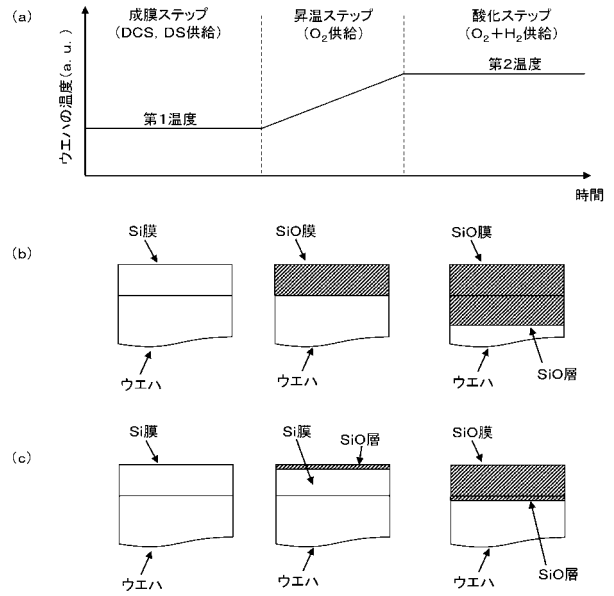 (a)
成膜ステップ
(DCS, DS供給)
昇温ステップ
(O₂供給)
酸化ステップ
(O₂+H₂供給)
ウエハの温度(a. u.)
第1温度
第2温度
時間
(b)
Si膜
SiO膜
SiO膜
ウエハ
ウエハ
ウエハ
SiO層
(c)
Si膜
Si膜
SiO層
SiO膜
ウエハ
ウエハ
ウエハ
SiO層